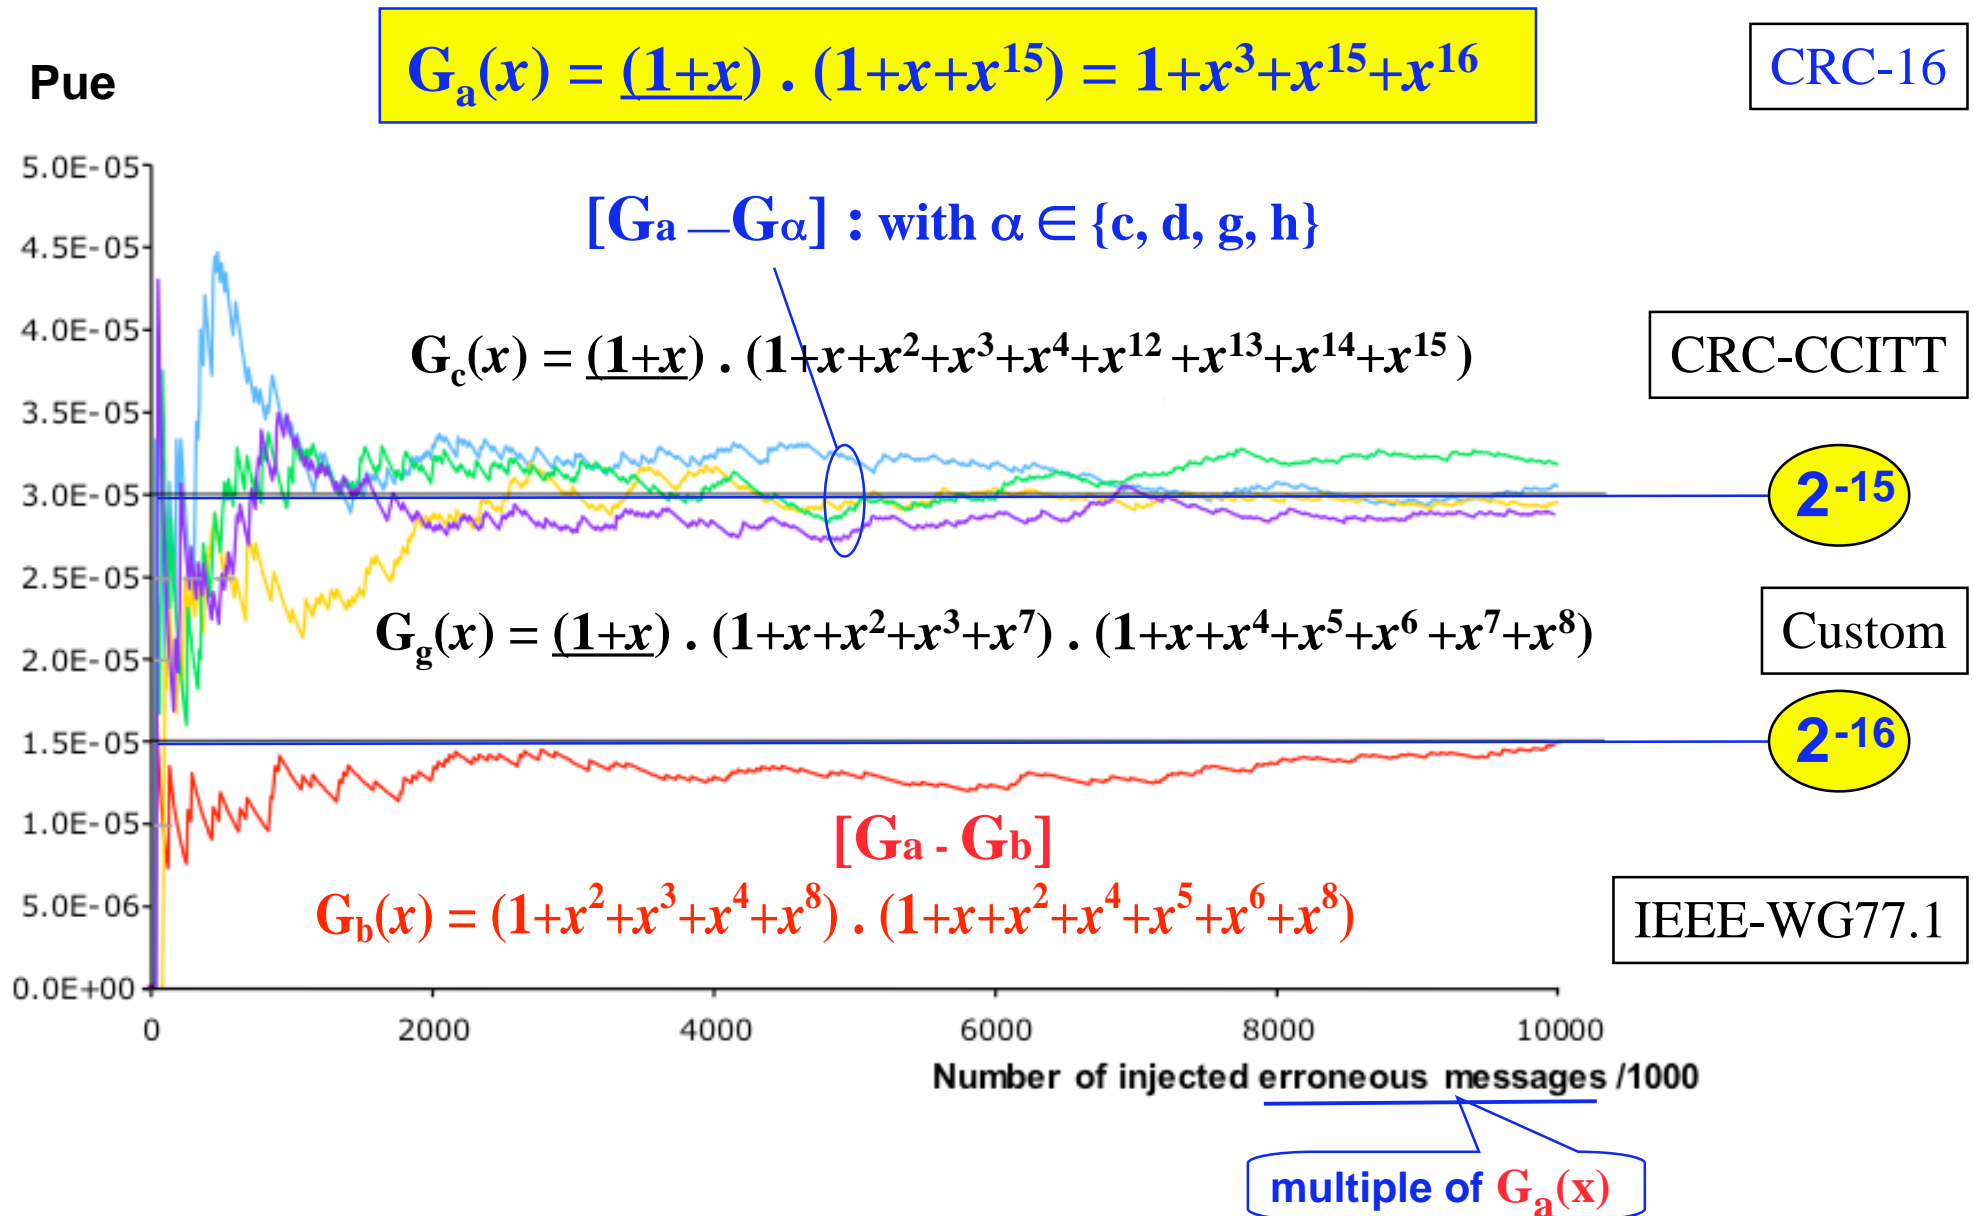 Pue
Gₐ(x) = (1+x) . (1+x+x¹⁵) = 1+x³+x¹⁵+x¹⁶
CRC-16
[Ga —Gα] : with α ∈ {c, d, g, h}
G_c(x) = (1+x) . (1+x+x²+x³+x⁴+x¹² +x¹³+x¹⁴+x¹⁵ )
CRC-CCITT
2⁻¹⁵
G_g(x) = (1+x) . (1+x+x²+x³+x⁷) . (1+x+x⁴+x⁵+x⁶ +x⁷+x⁸)
Custom
2⁻¹⁶
[Ga - Gb]
G_b(x) = (1+x²+x³+x⁴+x⁸) . (1+x+x²+x⁴+x⁵+x⁶+x⁸)
IEEE-WG77.1
5.0E-05
4.5E-05
4.0E-05
3.5E-05
3.0E-05
2.5E-05
2.0E-05
1.5E-05
1.0E-05
5.0E-06
0.0E+00
0 2000 4000 6000 8000 10000
Number of injected erroneous messages /1000
multiple of Gₐ(x)